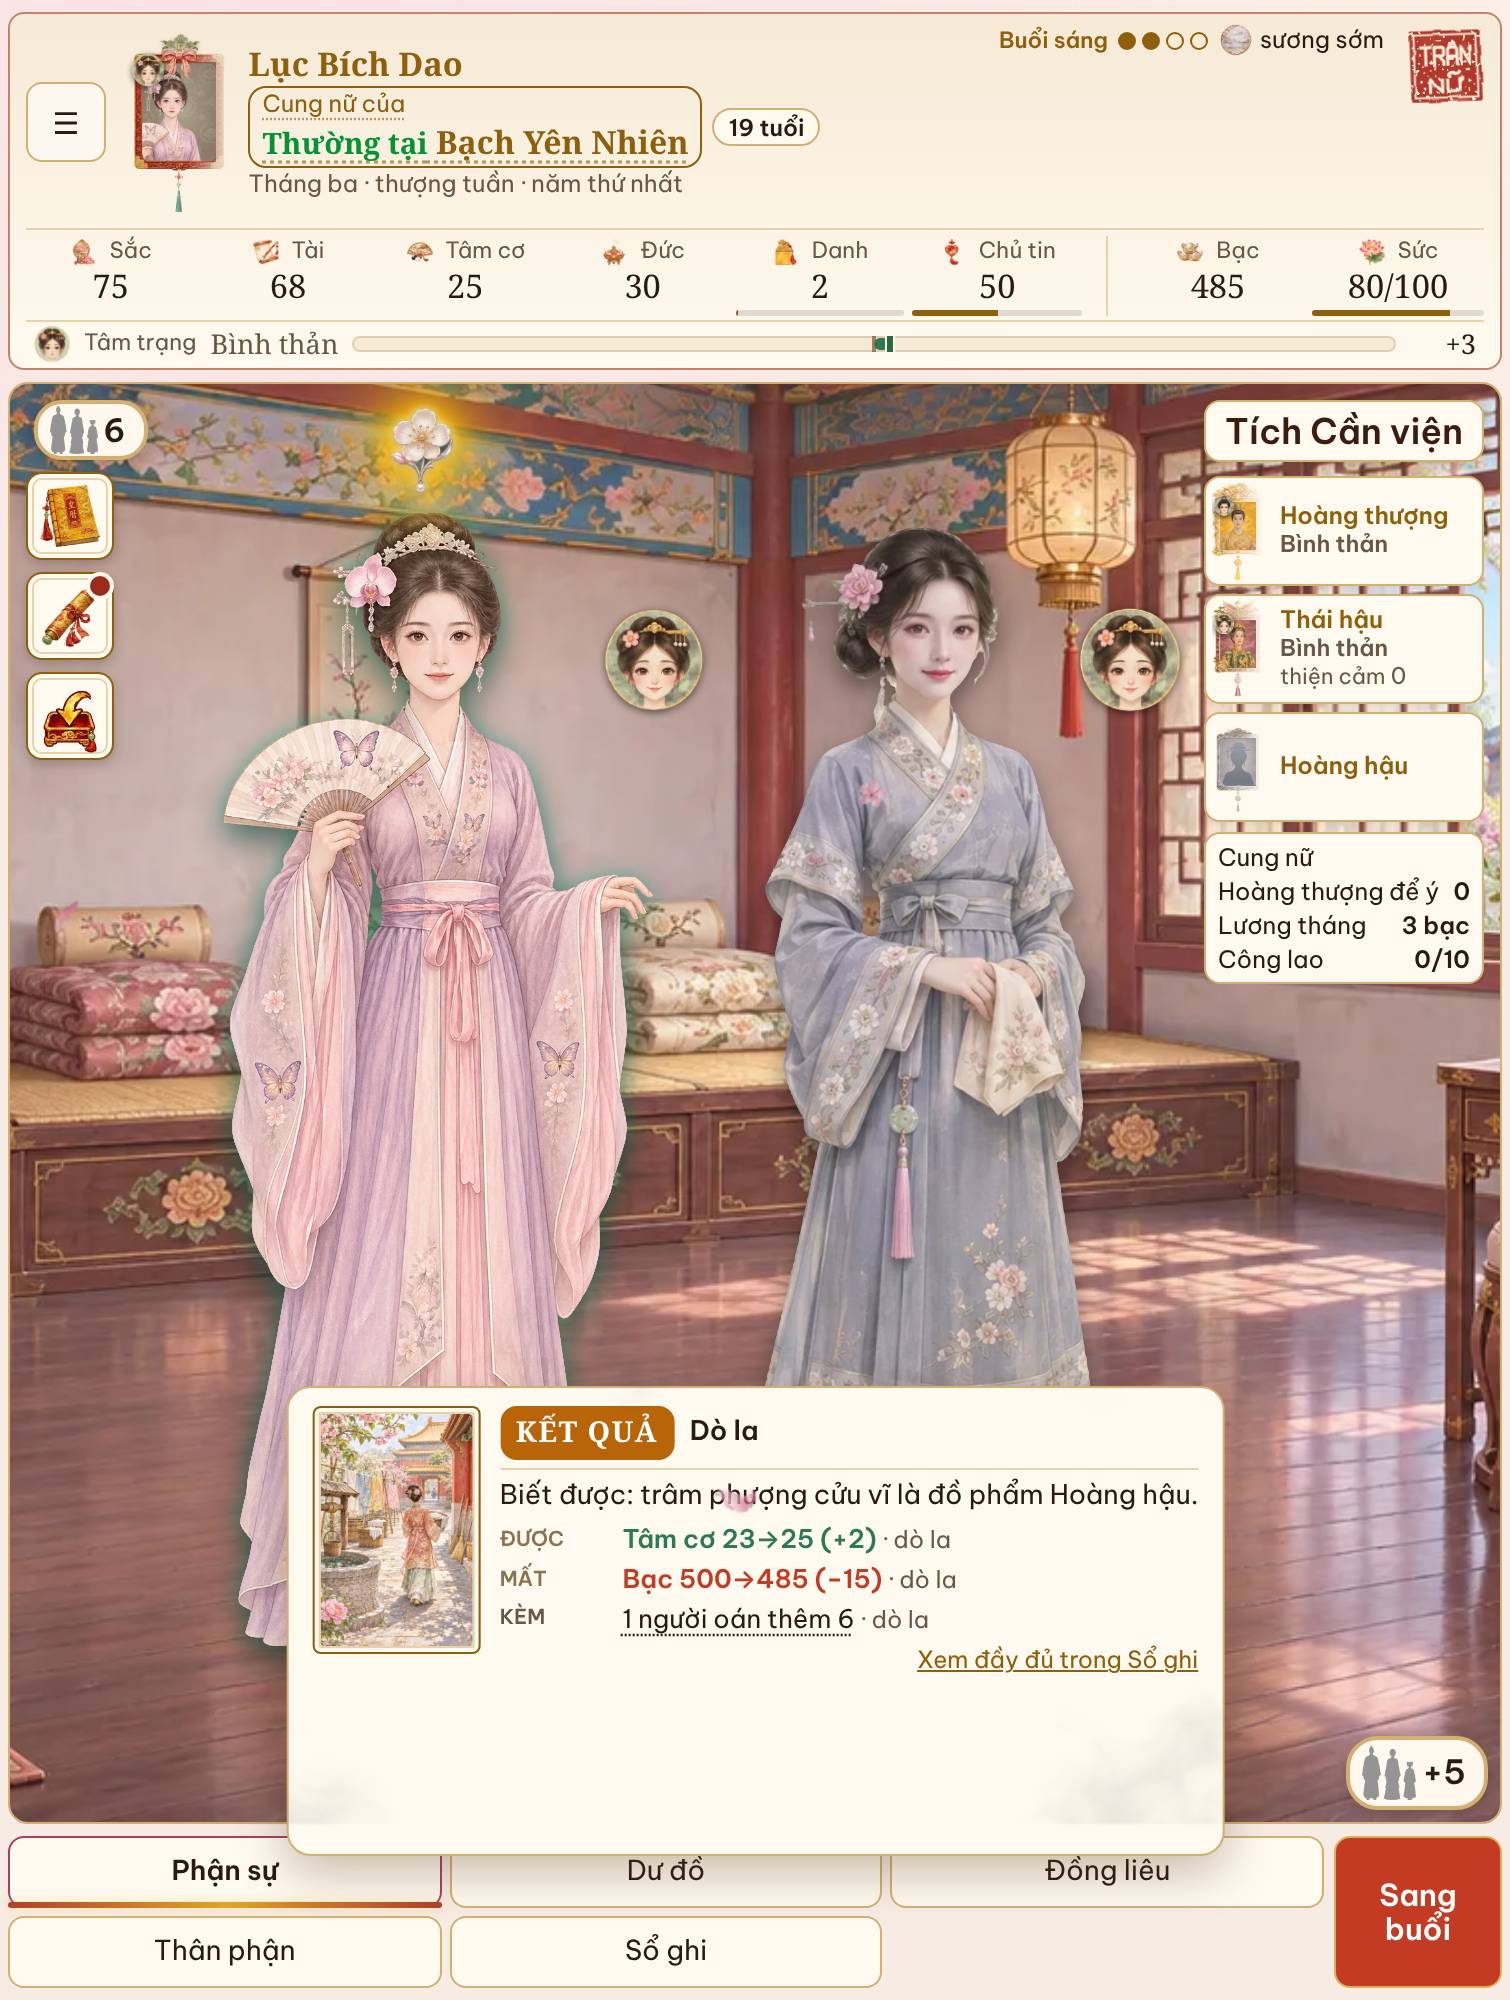 Buổi sáng
sương sớm
TRÂN NỮ
☰
Lục Bích Dao
Cung nữ của
Thường tại Bạch Yên Nhiên
19 tuổi
Tháng ba · thượng tuần · năm thứ nhất
Sắc
Tài
Tâm cơ
Đức
Danh
Chủ tin
Bạc
Sức
75
68
25
30
2
50
485
80/100
Tâm trạng Bình thản
+3
6
Tích Cần viện
Hoàng thượng
Bình thản
Thái hậu
Bình thản
thiện cảm 0
Hoàng hậu
Cung nữ
Hoàng thượng để ý 0
Lương tháng 3 bạc
Công lao 0/10
KẾT QUẢ Dò la
Biết được: trâm phượng cửu vĩ là đồ phẩm Hoàng hậu.
ĐƯỢC Tâm cơ 23→25 (+2) · dò la
MẤT Bạc 500→485 (−15) · dò la
KÈM 1 người oán thêm 6 · dò la
Xem đầy đủ trong Sổ ghi
+5
Phận sự
Dư đồ
Đồng liêu
Sang buổi
Thân phận
Sổ ghi